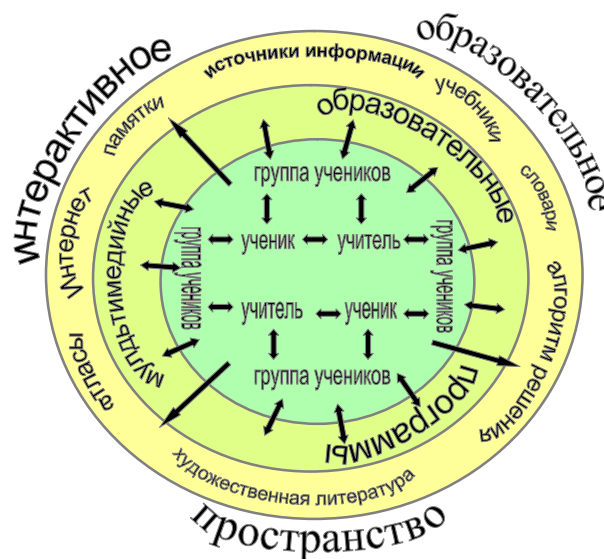 интерактивное
образовательное
пространство
источники информации
учебники
словари
алгоритм решения
художественная литература
атласы
Интернет
памятки
мулдьтимедийные
образовательные
программы
группа учеников
ученик
учитель
группа учеников
группа учеников
учитель
ученик
группа учеников